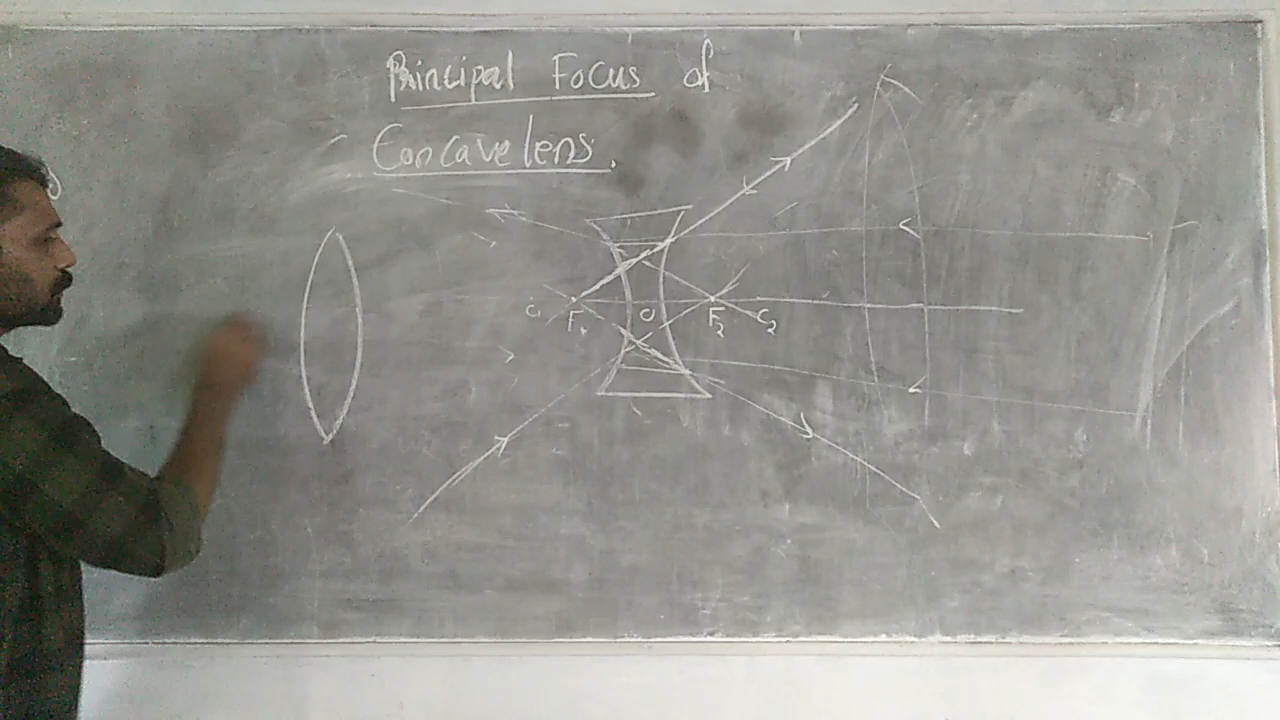 Principal Focus of
Concave lens.
C₁ F₁ O F₂ C₂